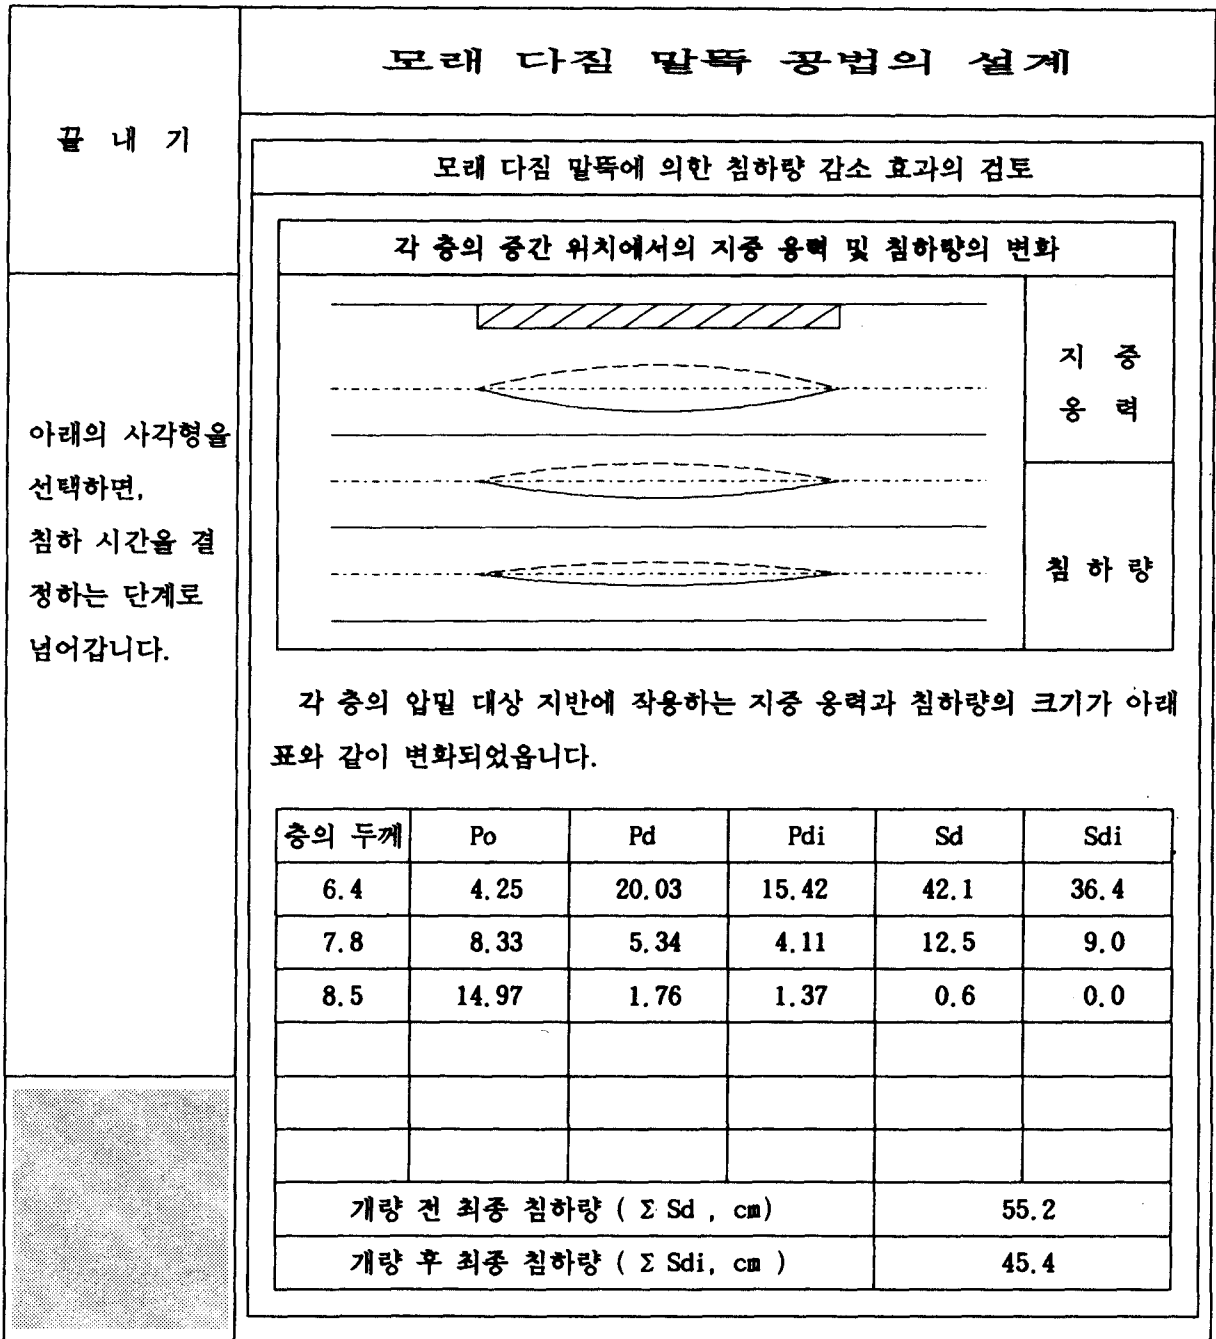 모래 다짐 말뚝 공법의 설계
끝 내 기
모래 다짐 말뚝에 의한 침하량 감소 효과의 검토
각 층의 중간 위치에서의 지중 응력 및 침하량의 변화
지 중
응 력
침 하 량
아래의 사각형을
선택하면,
침하 시간을 결
정하는 단계로
넘어갑니다.
각 층의 압밀 대상 지반에 작용하는 지중 응력과 침하량의 크기가 아래
표와 같이 변화되었읍니다.
층의 두께 Po Pd Pdi Sd Sdi
6.4 4.25 20.03 15.42 42.1 36.4
7.8 8.33 5.34 4.11 12.5 9.0
8.5 14.97 1.76 1.37 0.6 0.0
개량 전 최종 침하량 ( Σ Sd , cm) 55.2
개량 후 최종 침하량 ( Σ Sdi, cm ) 45.4